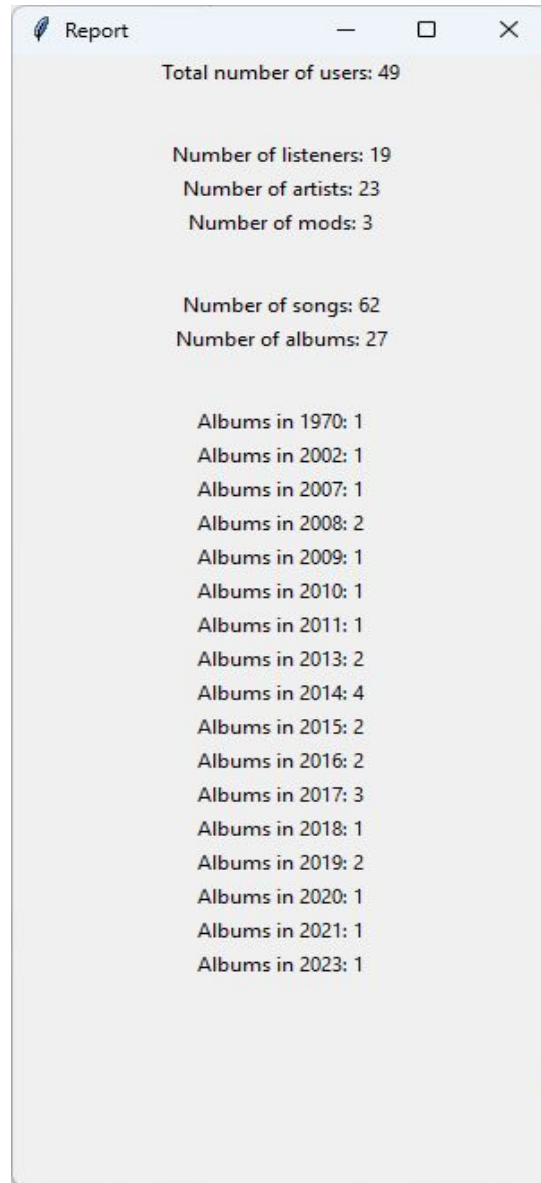 Report
Total number of users: 49
Number of listeners: 19
Number of artists: 23
Number of mods: 3
Number of songs: 62
Number of albums: 27
Albums in 1970: 1
Albums in 2002: 1
Albums in 2007: 1
Albums in 2008: 2
Albums in 2009: 1
Albums in 2010: 1
Albums in 2011: 1
Albums in 2013: 2
Albums in 2014: 4
Albums in 2015: 2
Albums in 2016: 2
Albums in 2017: 3
Albums in 2018: 1
Albums in 2019: 2
Albums in 2020: 1
Albums in 2021: 1
Albums in 2023: 1